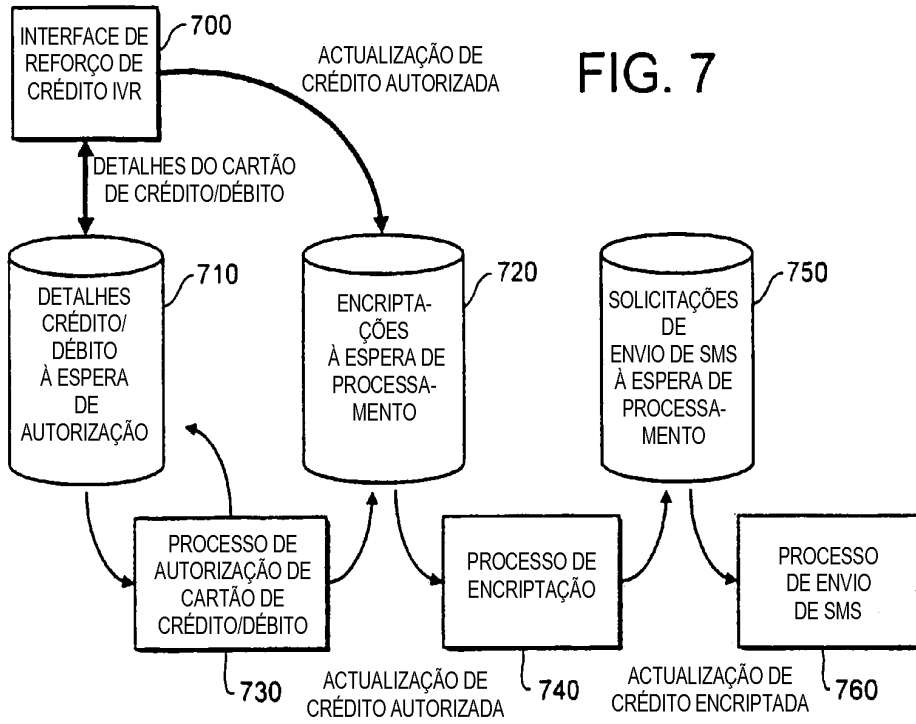 INTERFACE DE
REFORÇO DE
CRÉDITO IVR
700
ACTUALIZAÇÃO DE
CRÉDITO AUTORIZADA
FIG. 7
DETALHES DO CARTÃO
DE CRÉDITO/DÉBITO
DETALHES
CRÉDITO/
DÉBITO
À ESPERA
DE
AUTORIZAÇÃO
710
ENCRIPTA-
ÇÕES
À ESPERA DE
PROCESSA-
MENTO
720
SOLICITAÇÕES
DE
ENVIO DE SMS
À ESPERA DE
PROCESSA-
MENTO
750
PROCESSO DE
AUTORIZAÇÃO DE
CARTÃO DE
CRÉDITO/DÉBITO
730
ACTUALIZAÇÃO DE
CRÉDITO AUTORIZADA
PROCESSO DE
ENCRIPTAÇÃO
740
ACTUALIZAÇÃO DE
CRÉDITO ENCRIPTADA
PROCESSO
DE ENVIO
DE SMS
760